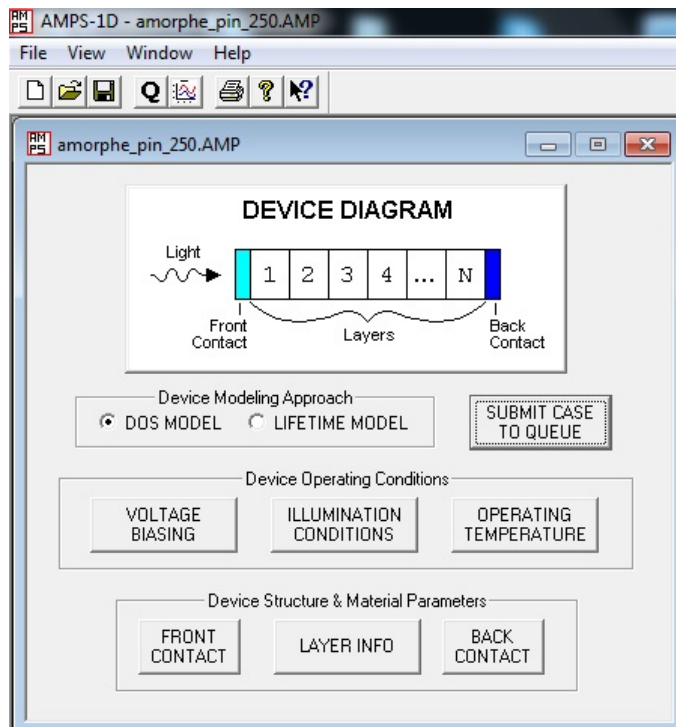 AMPS-1D - amorphe_pin_250.AMP
File View Window Help
Q
amorphe_pin_250.AMP
DEVICE DIAGRAM
Light
1 2 3 4 ... N
Front
Contact
Layers
Back
Contact
Device Modeling Approach
DOS MODEL LIFETIME MODEL
SUBMIT CASE
TO QUEUE
Device Operating Conditions
VOLTAGE
BIASING
ILLUMINATION
CONDITIONS
OPERATING
TEMPERATURE
Device Structure & Material Parameters
FRONT
CONTACT
LAYER INFO
BACK
CONTACT